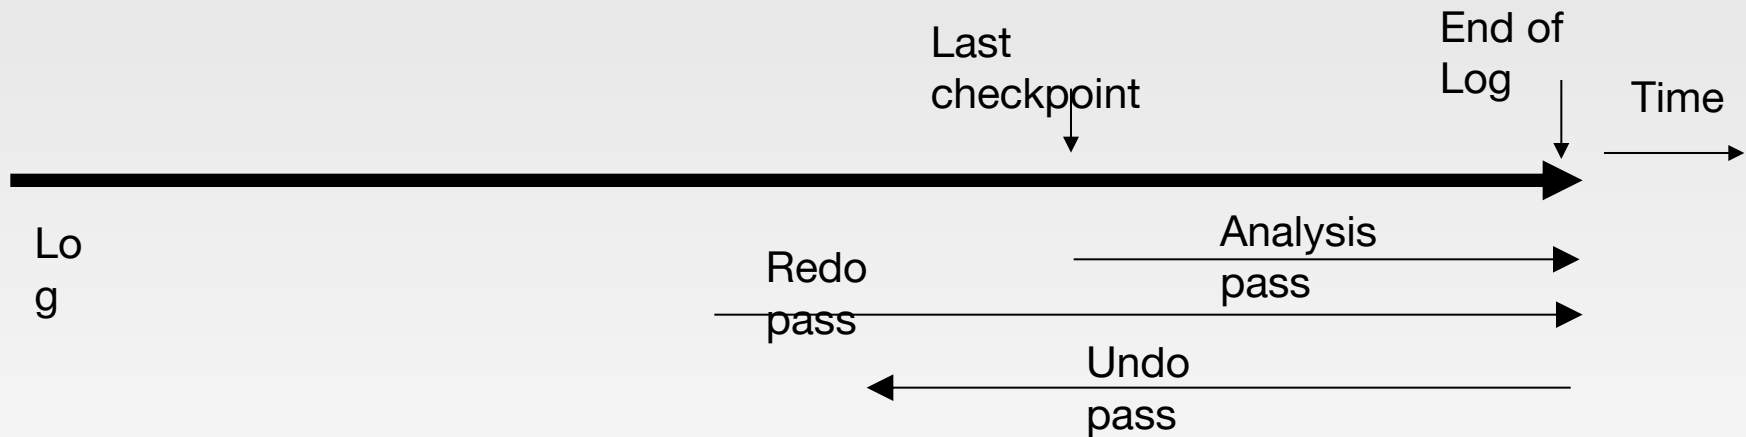 Last
checkpoint
End of
Log
Time
Lo
g
Analysis
pass
Redo
pass
Undo
pass